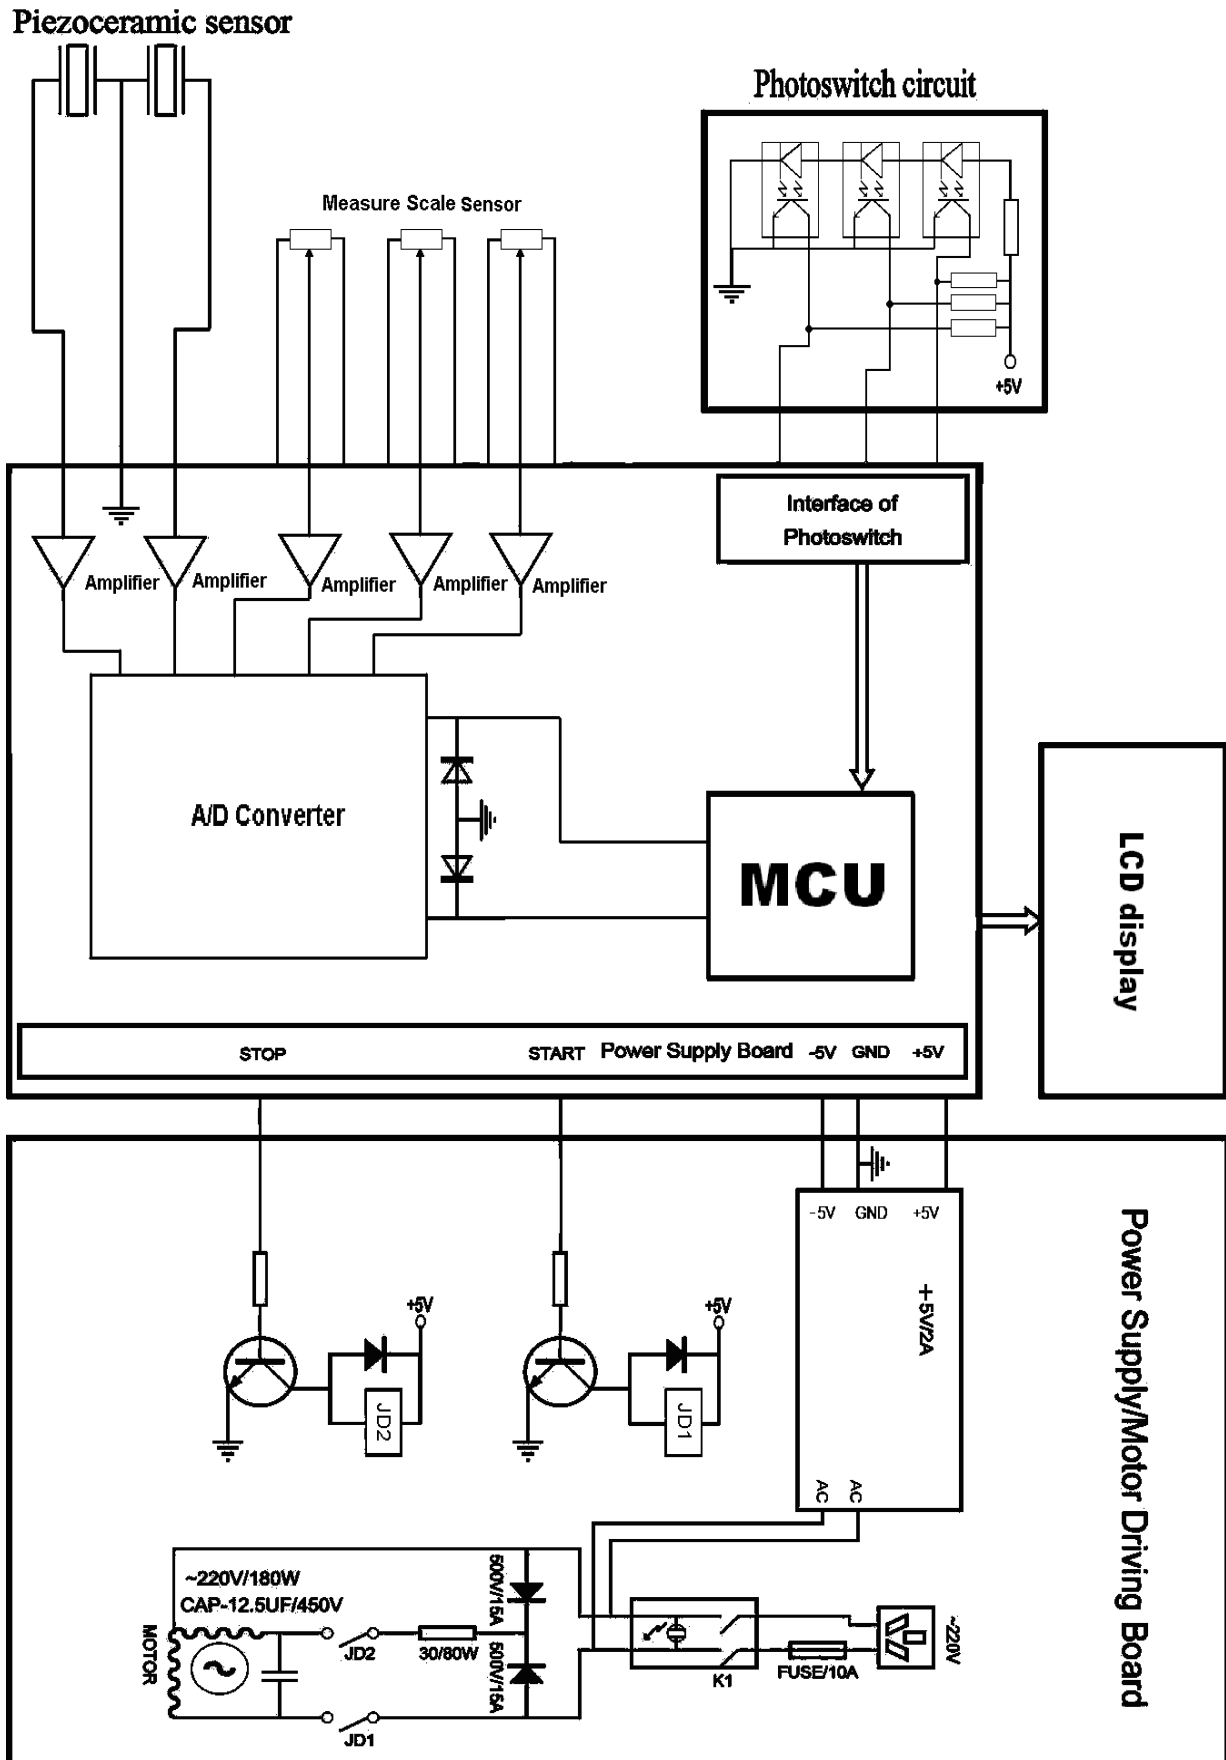 Piezoceramic sensor
Photoswitch circuit
Measure Scale Sensor
+5V
Interface of
Photoswitch
Amplifier
Amplifier
Amplifier
Amplifier
Amplifier
A/D Converter
MCU
LCD display
STOP
START
Power Supply Board
-5V
GND
+5V
Power Supply/Motor Driving Board
-5V
GND
+5V
+5V/2A
AC
AC
+5V
JD2
+5V
JD1
~220V/180W
CAP-12.5UF/450V
MOTOR
JD2
30/80W
500V/15A
500V/15A
JD1
K1
FUSE/10A
~220V